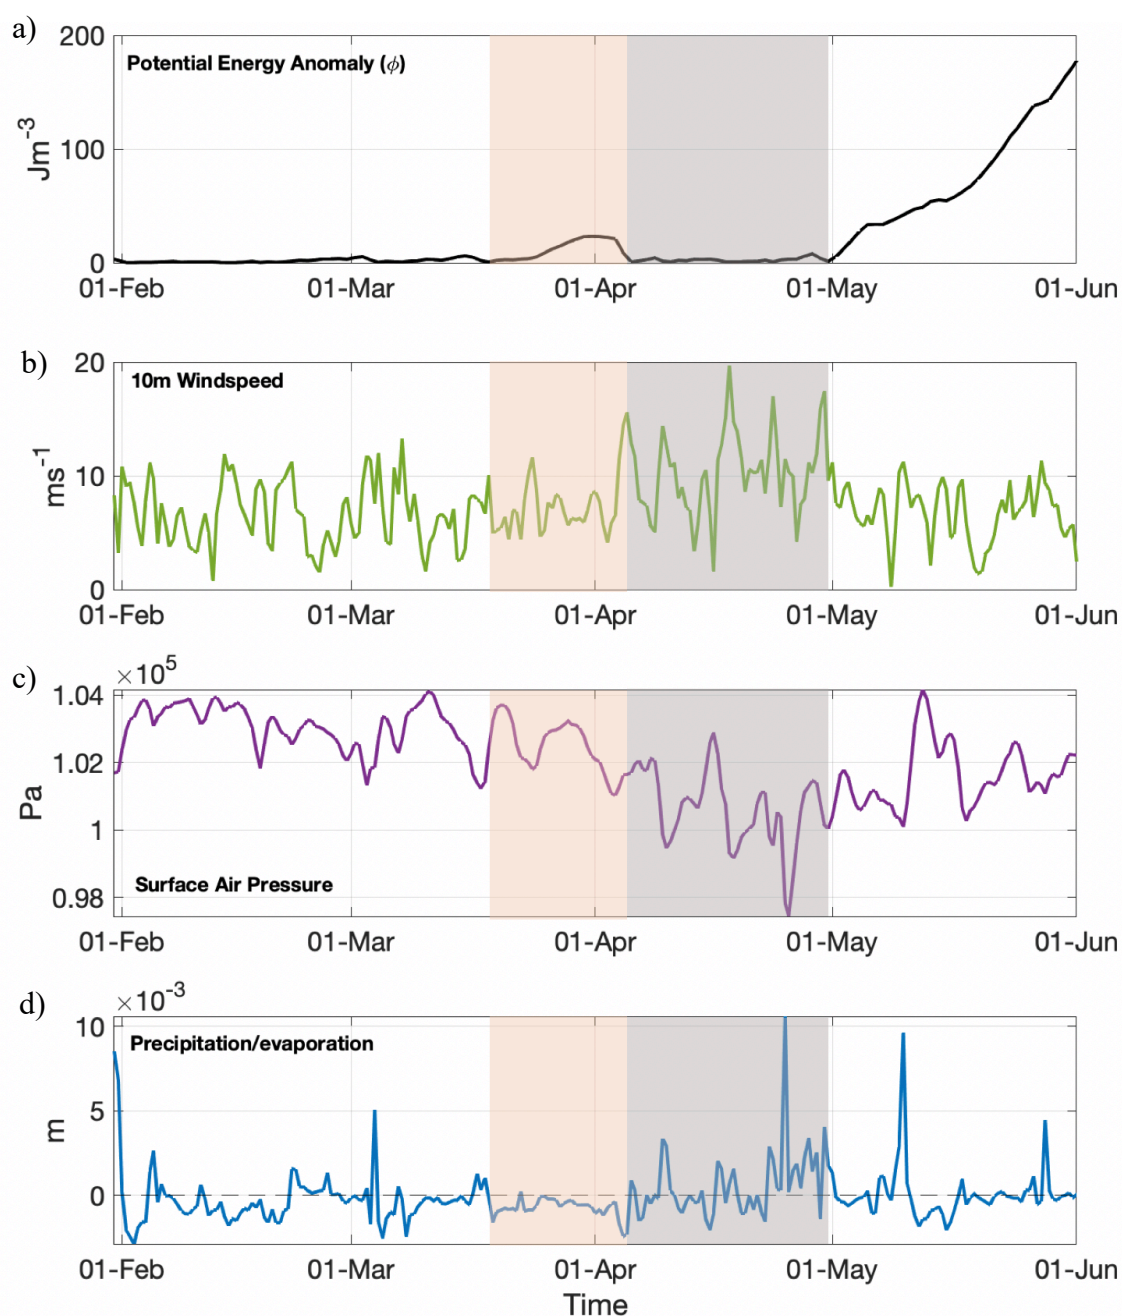 a)
200
Potential Energy Anomaly (ϕ)
Jm-3
100
0
01-Feb 01-Mar 01-Apr 01-May 01-Jun
b)
20
10m Windspeed
ms-1
10
0
01-Feb 01-Mar 01-Apr 01-May 01-Jun
c)
×105
1.04
1.02
Pa
1
Surface Air Pressure
0.98
01-Feb 01-Mar 01-Apr 01-May 01-Jun
d)
×10-3
10
Precipitation/evaporation
5
m
0
01-Feb 01-Mar 01-Apr 01-May 01-Jun
Time